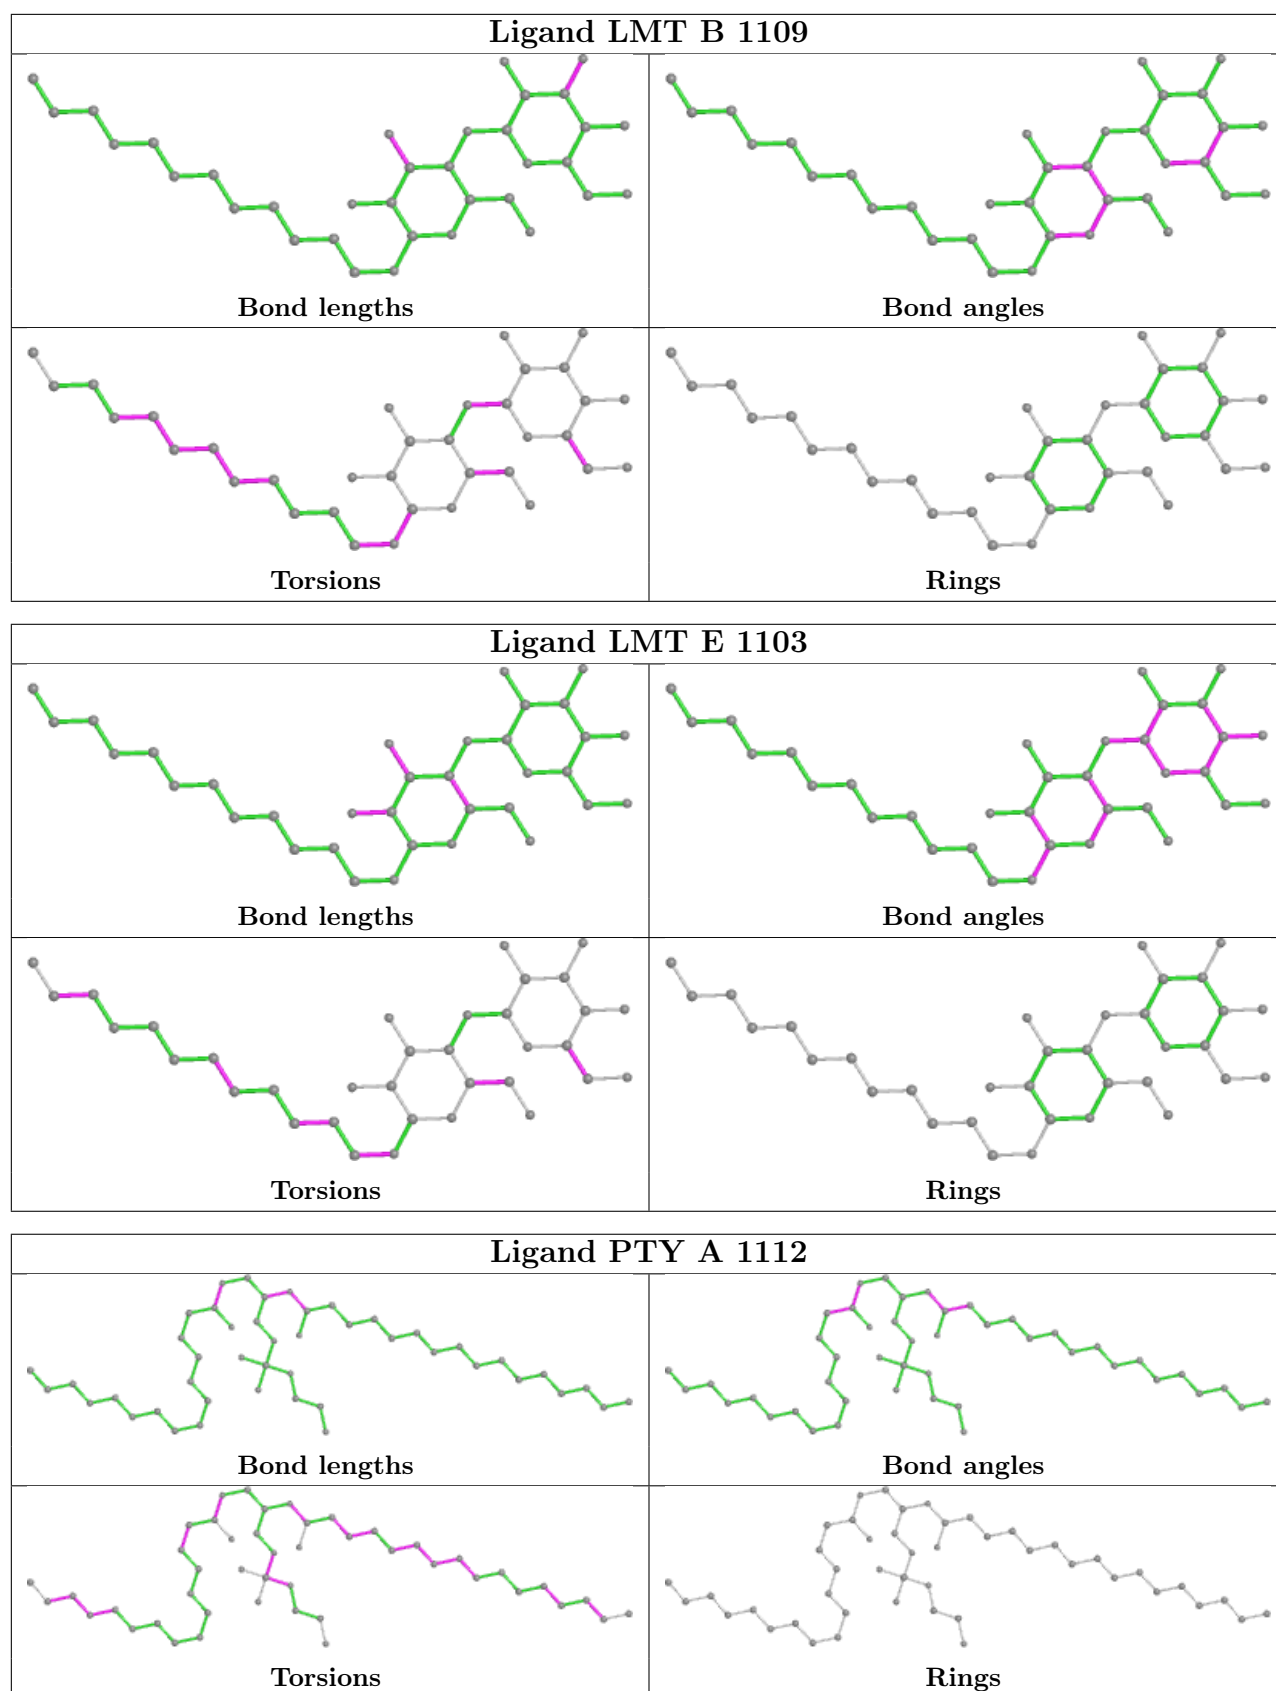 Ligand LMT B 1109
Bond lengths
Bond angles
Torsions
Rings
Ligand LMT E 1103
Bond lengths
Bond angles
Torsions
Rings
Ligand PTY A 1112
Bond lengths
Bond angles
Torsions
Rings